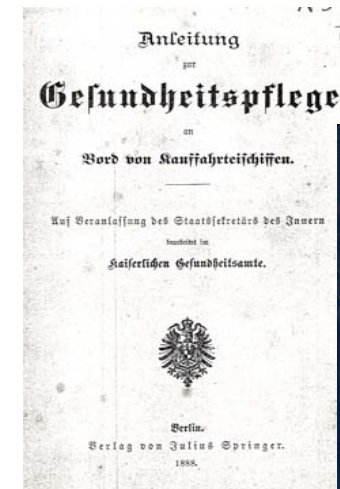 Anleitung
zur
Gesundheitspflege
an
Bord von Kauffahrteischiffen.
Auf Veranlassung des Staatssekretärs des Innern
bearbeitet im
Kaiserlichen Gesundheitsamte.
Berlin.
Verlag von Julius Springer.
1888.